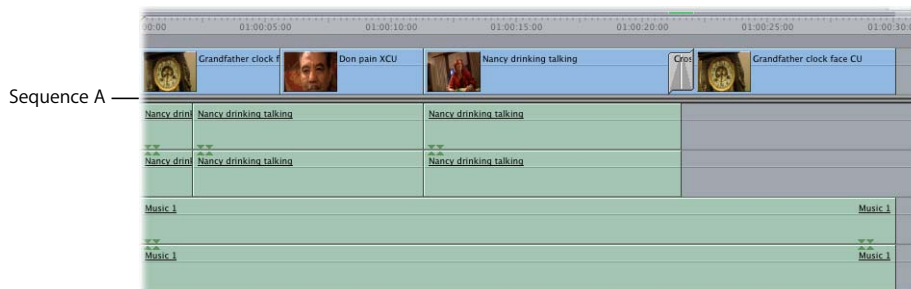 00:00 01:00:05:00 01:00:10:00 01:00:15:00 01:00:20:00 01:00:25:00 01:00:30:0
Grandfather clock f Don pain XCU Nancy drinking talking Cros Grandfather clock face CU
Sequence A
Nancy drin Nancy drinking talking Nancy drinking talking
Nancy drin Nancy drinking talking Nancy drinking talking
Music 1 Music 1
Music 1 Music 1